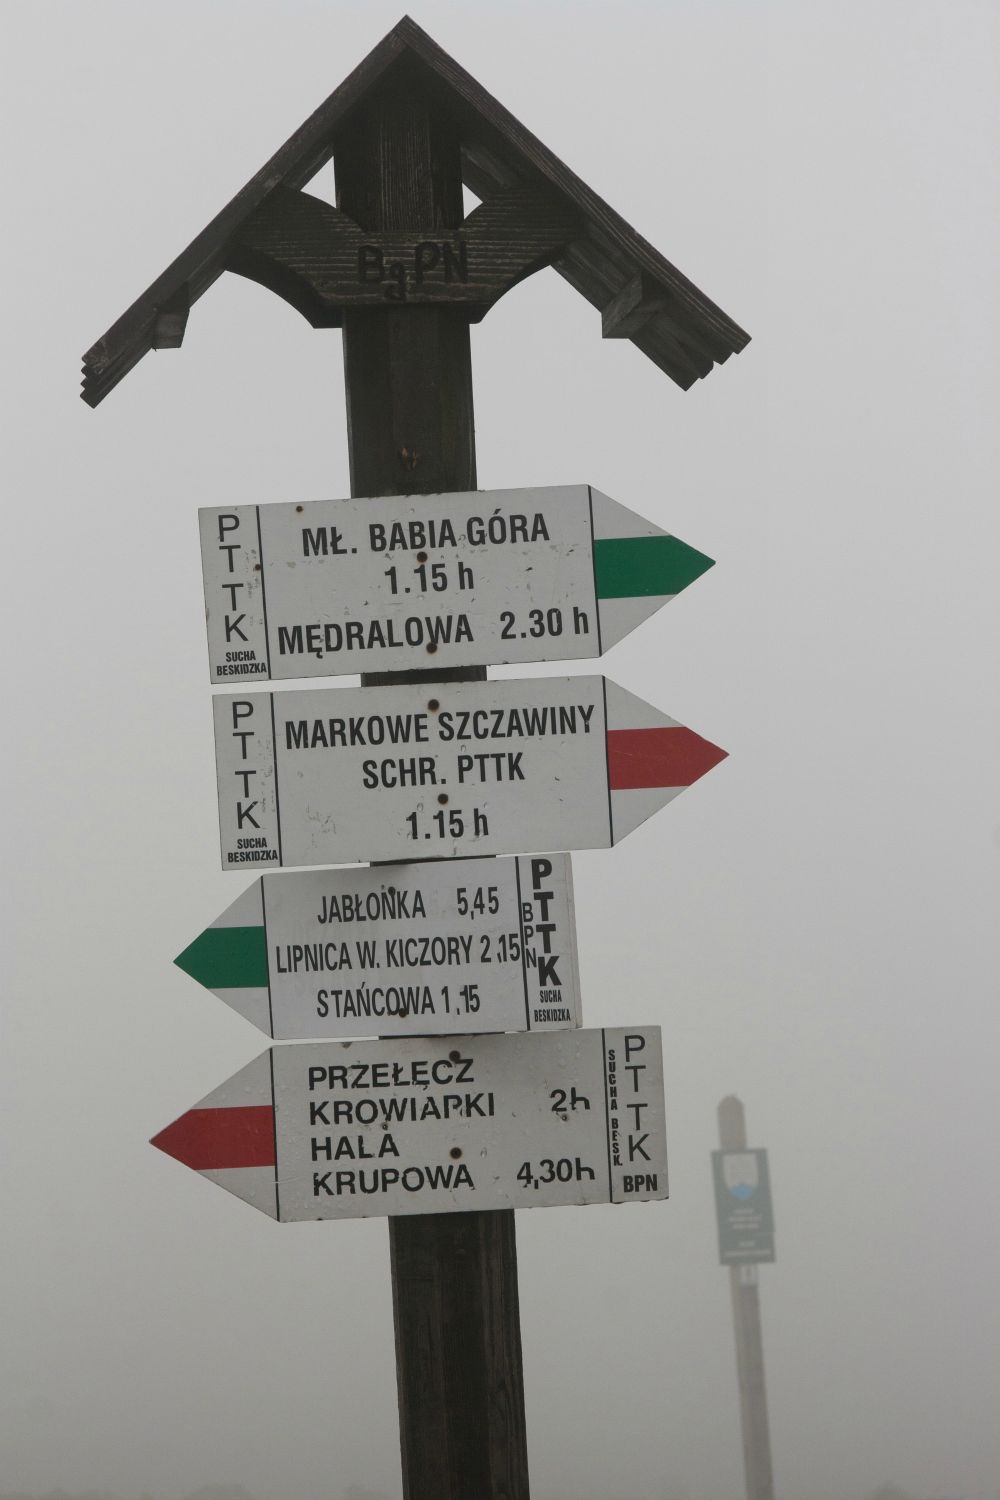 BgPN
PTTK
SUCHA
BESKIDZKA
MŁ. BABIA GÓRA
1.15 h
MĘDRALOWA 2.30 h
PTTK
SUCHA
BESKIDZKA
MARKOWE SZCZAWINY
SCHR. PTTK
1.15 h
JABŁONKA 5,45
LIPNICA W. KICZORY 2,15
STAŃCOWA 1,15
BPN
PTTK
SUCHA
BESKIDZKA
PRZEŁĘCZ
KROWIARKI 2h
HALA
KRUPOWA 4,30h
SUCHA BESK.
PTTK
BPN